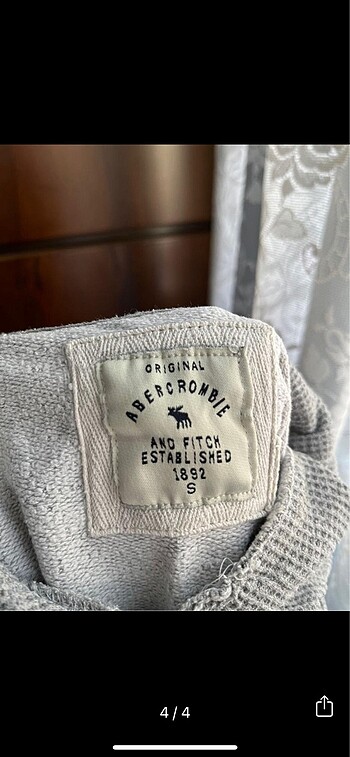 ORIGINAL
ABERCROMBIE
AND FITCH
ESTABLISHED
1892
S
4/4